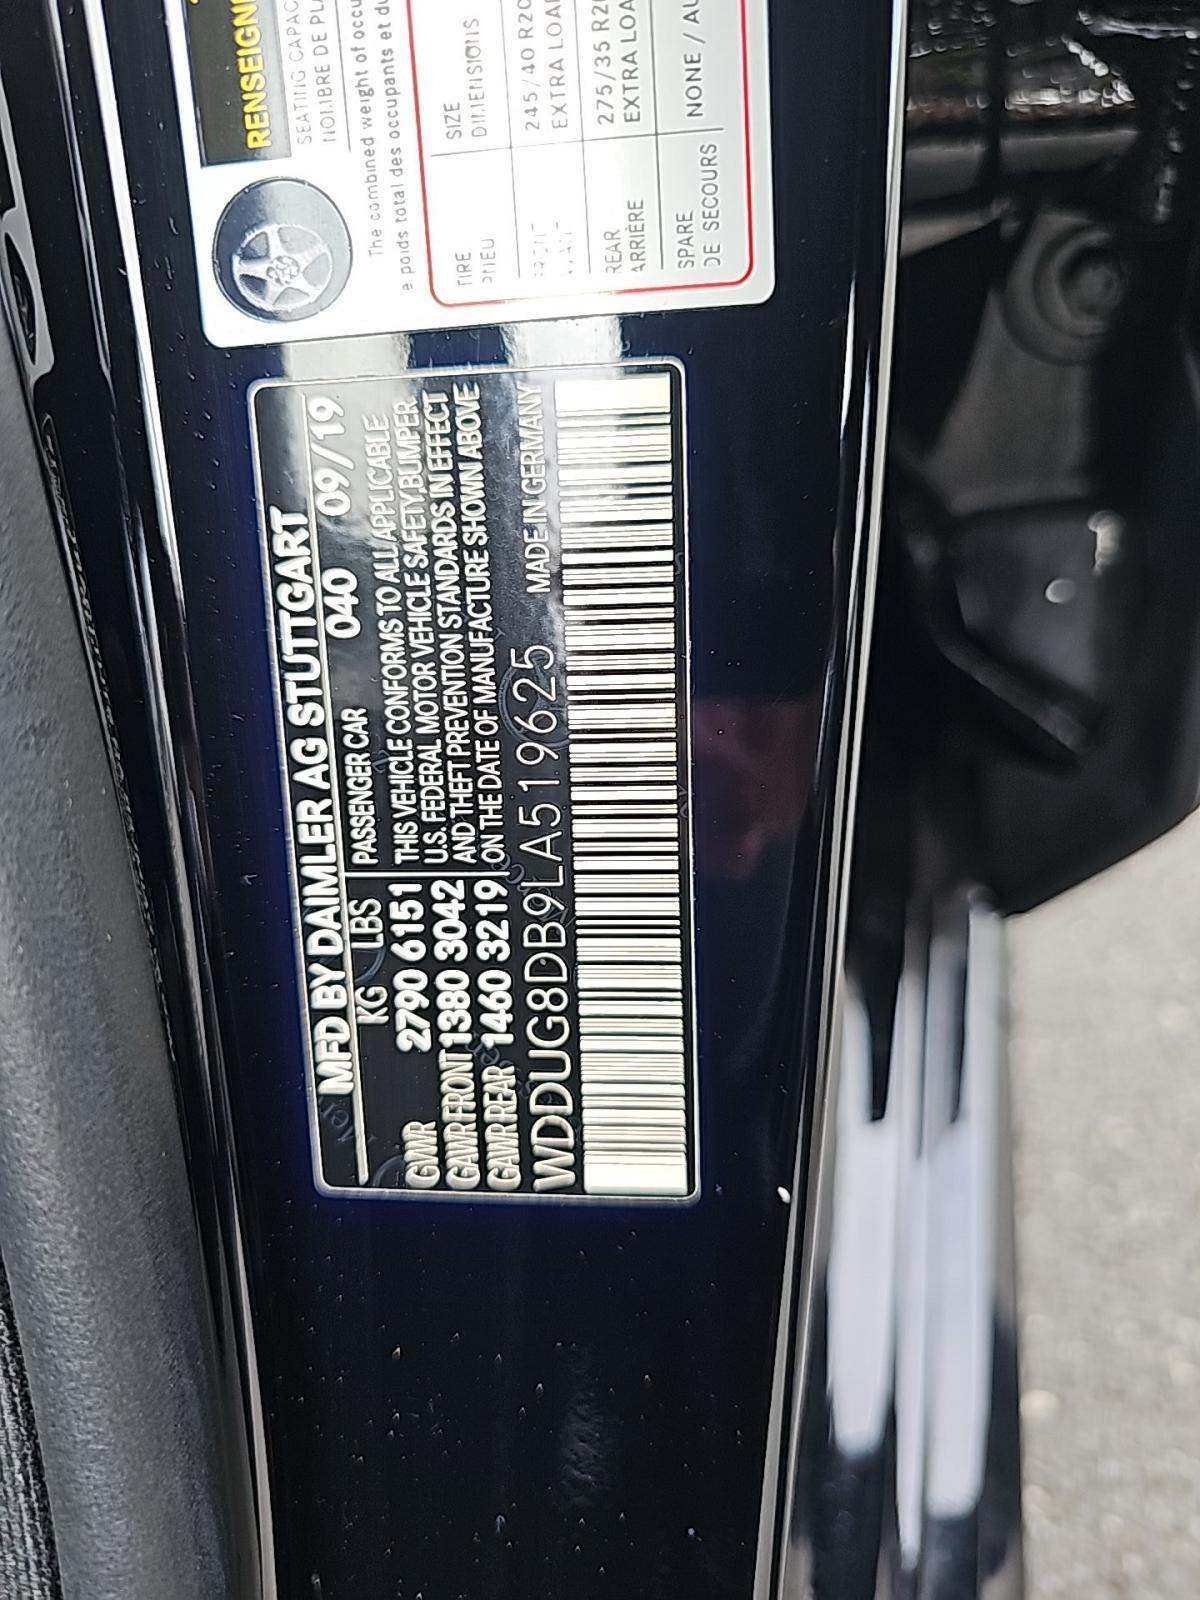 RENSEIGNE
SEATING CAPAC
NOMBRE DE PL
The combined weight of occu
e poids total des occupants et du
TIRE SIZE
PNEU DIMENSIONS
245/40 R20
EXTRA LOA
REAR 275/35 R2
ARRIÈRE EXTRA LOA
SPARE NONE / AU
DE SECOURS
MFD BY DAIMLER AG STUTTGART
KG LBS 040 09/19
PASSENGER CAR
GVWR 2790 6151 THIS VEHICLE CONFORMS TO ALL APPLICABLE
GAWR FRONT 1380 3042 U.S. FEDERAL MOTOR VEHICLE SAFETY, BUMPER
AND THEFT PREVENTION STANDARDS IN EFFECT
GAWR REAR 1460 3219 ON THE DATE OF MANUFACTURE SHOWN ABOVE
WDDUG8DB9LA519625 MADE IN GERMANY